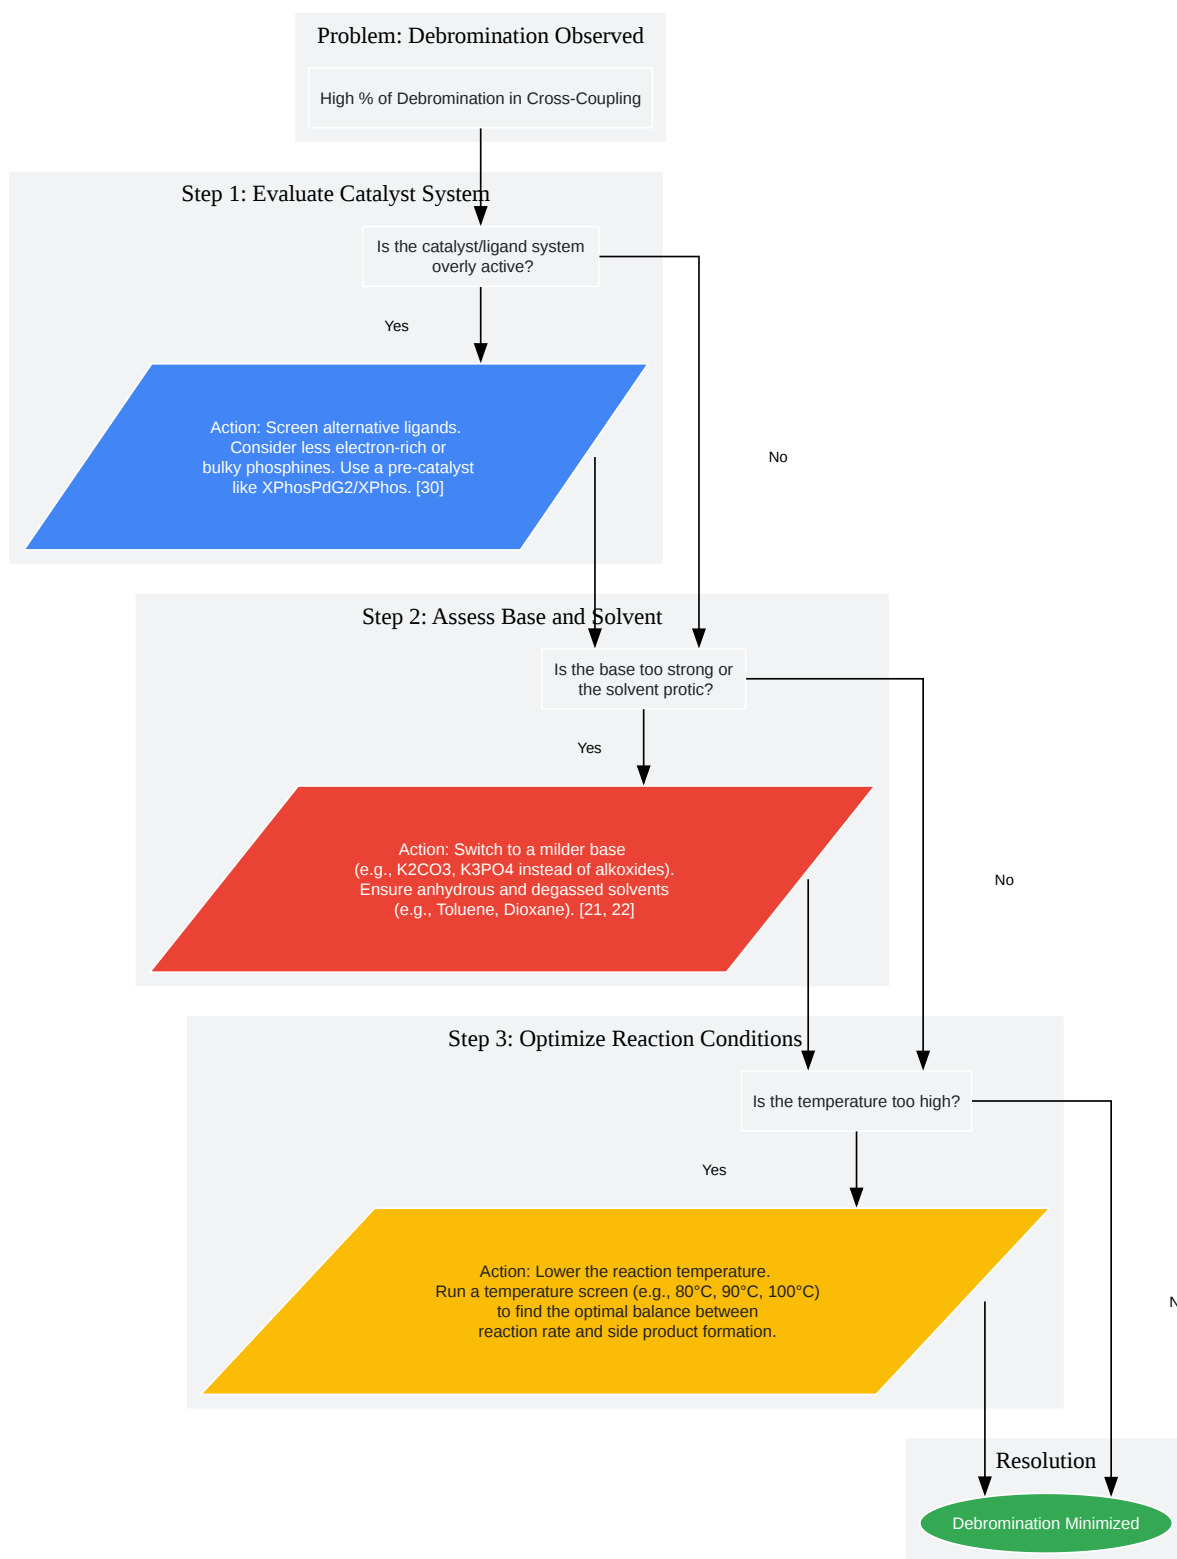 Problem: Debromination Observed
High % of Debromination in Cross-Coupling
Step 1: Evaluate Catalyst System
Is the catalyst/ligand system
overly active?
Yes
Action: Screen alternative ligands.
Consider less electron-rich or
bulky phosphines. Use a pre-catalyst
like XPhosPdG2/XPhos. [30]
No
Step 2: Assess Base and Solvent
Is the base too strong or
the solvent protic?
Yes
Action: Switch to a milder base
(e.g., K2CO3, K3PO4 instead of alkoxides).
Ensure anhydrous and degassed solvents
(e.g., Toluene, Dioxane). [21, 22]
No
Step 3: Optimize Reaction Conditions
Is the temperature too high?
Yes
Action: Lower the reaction temperature.
Run a temperature screen (e.g., 80°C, 90°C, 100°C)
to find the optimal balance between
reaction rate and side product formation.
Resolution
Debromination Minimized